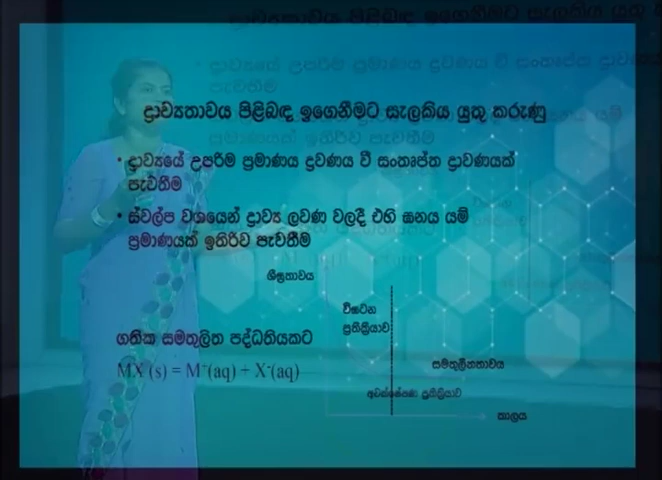 ද්‍රාව්‍යතාවය පිළිබඳ ඉගෙනීමට සැලකිය යුතු කරුණු
• ද්‍රාව්‍යයේ උපරිම ප්‍රමාණය ද්‍රවණය වී සංතෘප්ත ද්‍රාවණයක්
පැවතීම
• ස්වල්ප වශයෙන් ද්‍රාව්‍ය ලවණ වලදී එහි ඝනය යම්
ප්‍රමාණයක් ඉතිරිව පැවතීම
ශීඝ්‍රතාවය
විඝටන
ප්‍රතික්‍රියාව
ගතික සමතුලිත පද්ධතියකට
සමතුලිතතාවය
MX (s) = M⁺(aq) + X⁻(aq)
අවක්ශේපණ ප්‍රතික්‍රියාව
කාලය